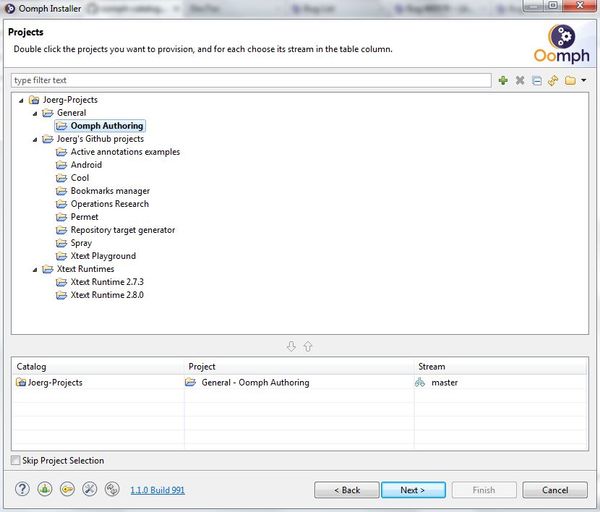 Oomph Installer
Projects
Double click the projects you want to provision, and for each choose its stream in the table column.
Oomph
type filter text
Joerg-Projects
General
Oomph Authoring
Joerg's Github projects
Active annotations examples
Android
Cool
Bookmarks manager
Operations Research
Permet
Repository target generator
Spray
Xtext Playground
Xtext Runtimes
Xtext Runtime 2.7.3
Xtext Runtime 2.8.0
Catalog Project Stream
Joerg-Projects General - Oomph Authoring master
Skip Project Selection
1.1.0 Build 991 < Back Next > Finish Cancel